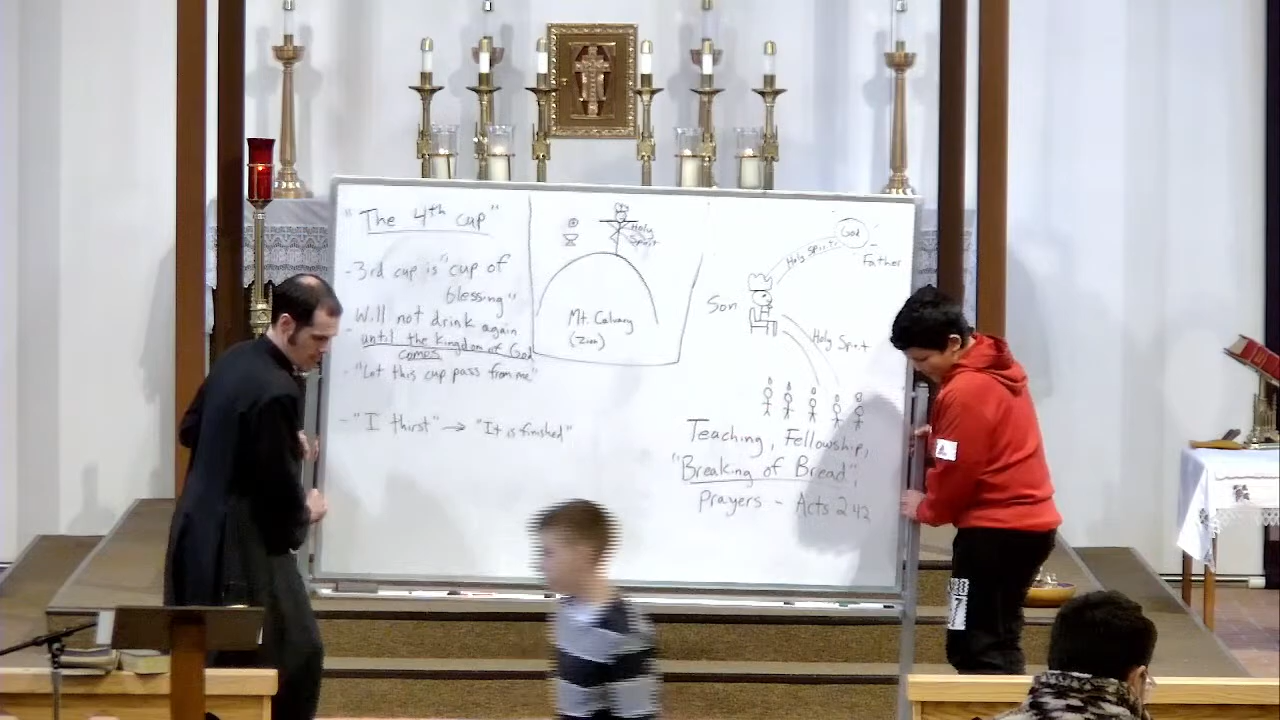 "The 4th cup"
-3rd cup is "cup of
blessing"
Will not drink again
until the kingdom of God
comes
- "Let this cup pass from me"
- "I thirst" → "It is finished"
Holy
Spirit
Mt. Calvary
(Zion)
God
Father
Holy Spirit
Son
Holy Spirit
Teaching, Fellowship,
"Breaking of Bread",
Prayers - Acts 2 42
7